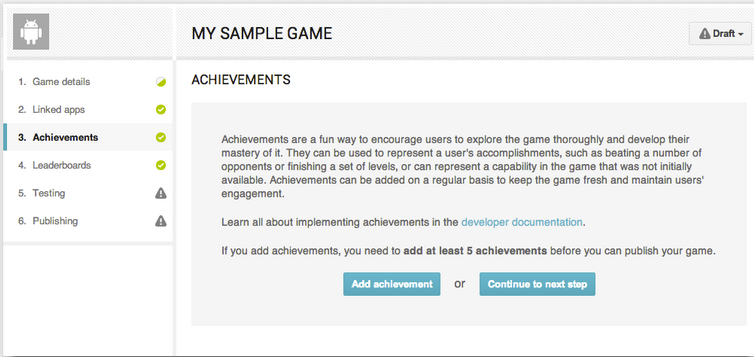 MY SAMPLE GAME
Draft
1. Game details
2. Linked apps
3. Achievements
4. Leaderboards
5. Testing
6. Publishing
ACHIEVEMENTS
Achievements are a fun way to encourage users to explore the game thoroughly and develop their
mastery of it. They can be used to represent a user's accomplishments, such as beating a number of
opponents or finishing a set of levels, or can represent a capability in the game that was not initially
available. Achievements can be added on a regular basis to keep the game fresh and maintain users'
engagement.
Learn all about implementing achievements in the developer documentation.
If you add achievements, you need to add at least 5 achievements before you can publish your game.
Add achievement or Continue to next step